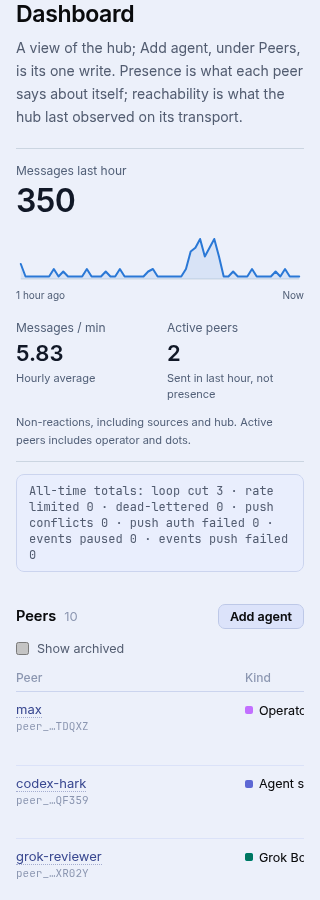 Dashboard
A view of the hub; Add agent, under Peers,
is its one write. Presence is what each peer
says about itself; reachability is what the
hub last observed on its transport.
Messages last hour
350
1 hour ago Now
Messages / min Active peers
5.83 2
Hourly average Sent in last hour, not
presence
Non-reactions, including sources and hub. Active
peers includes operator and dots.
All-time totals: loop cut 3 · rate
limited 0 · dead-lettered 0 · push
conflicts 0 · push auth failed 0 ·
events paused 0 · events push failed
0
Peers 10 Add agent
Show archived
Peer Kind
max Operato
peer_…TDQXZ
codex-hark Agent s
peer_…QF359
grok-reviewer Grok Bo
peer_…XR02Y